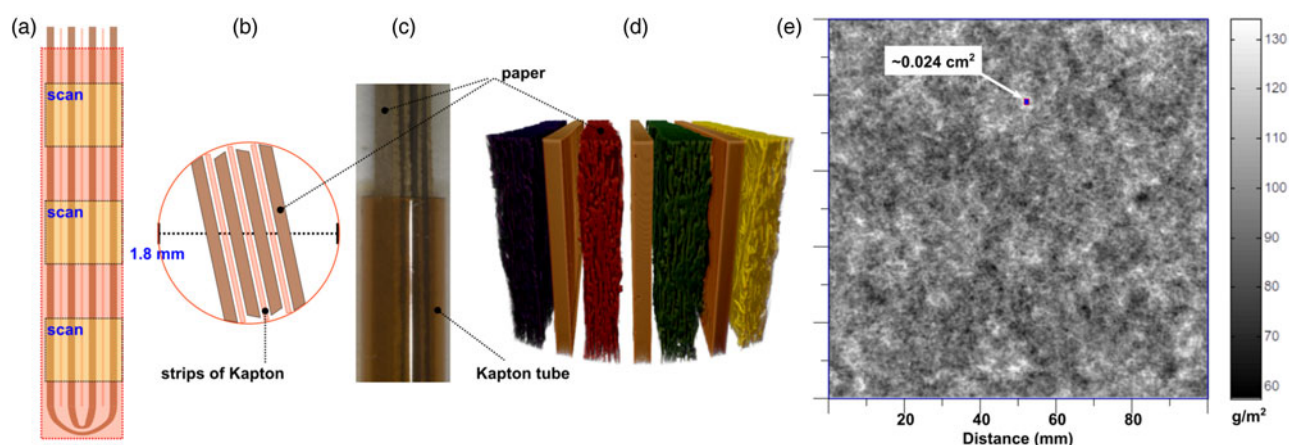 (a)
(b)
(c)
(d)
(e)
scan
scan
scan
1.8 mm
strips of Kapton
paper
Kapton tube
~0.024 cm²
130
120
110
100
90
80
70
60
g/m²
20
40
60
80
Distance (mm)